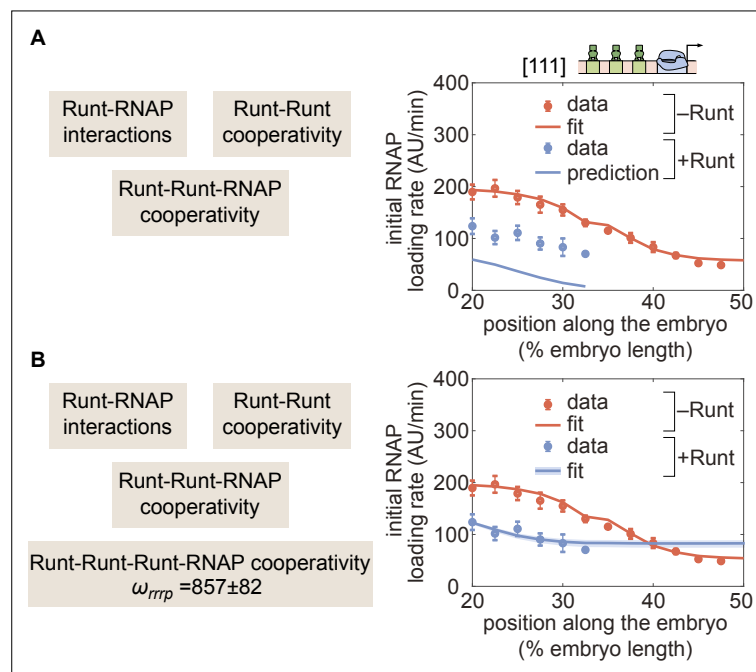 A
[111]
Runt-RNAP
interactions
Runt-Runt
cooperativity
Runt-Runt-RNAP
cooperativity
initial RNAP
loading rate (AU/min)
400
300
200
100
0
data
fit
–Runt
data
prediction
+Runt
20
30
40
50
position along the embryo
(% embryo length)
B
Runt-RNAP
interactions
Runt-Runt
cooperativity
Runt-Runt-RNAP
cooperativity
Runt-Runt-Runt-RNAP cooperativity
ωrrrp =857±82
initial RNAP
loading rate (AU/min)
400
300
200
100
0
data
fit
–Runt
data
fit
+Runt
20
30
40
50
position along the embryo
(% embryo length)